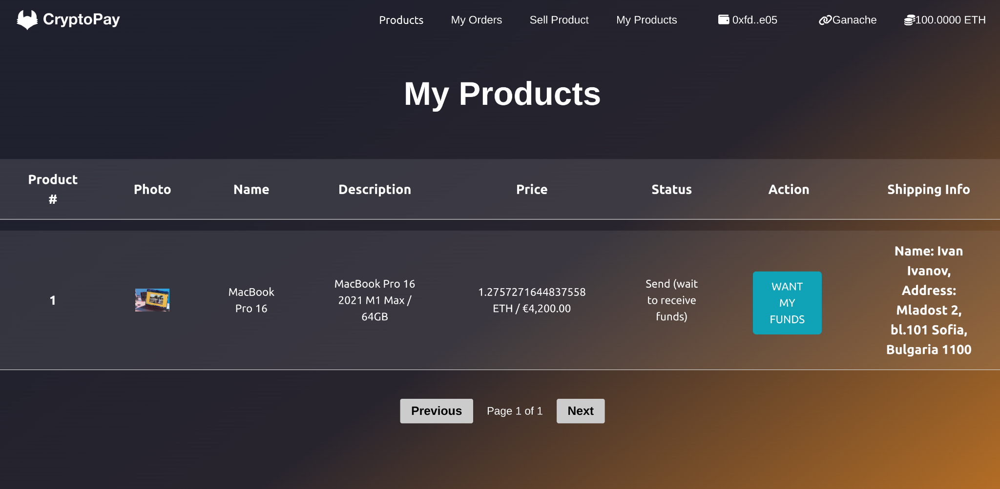 CryptoPay
Products
My Orders
Sell Product
My Products
0xfd..e05
Ganache
100.0000 ETH
My Products
Product
#
Photo
Name
Description
Price
Status
Action
Shipping Info
1
MacBook
Pro 16
MacBook Pro 16
2021 M1 Max /
64GB
1.2757271644837558
ETH / €4,200.00
Send (wait
to receive
funds)
WANT
MY
FUNDS
Name: Ivan
Ivanov,
Address:
Mladost 2,
bl.101 Sofia,
Bulgaria 1100
Previous
Page 1 of 1
Next